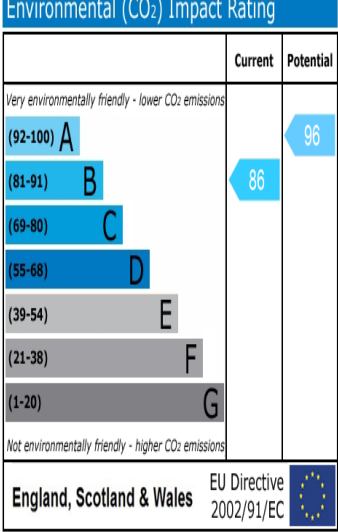 Environmental (CO₂) Impact Rating
Current Potential
Very environmentally friendly - lower CO₂ emissions
(92-100) A
96
(81-91) B
86
(69-80) C
(55-68) D
(39-54) E
(21-38) F
(1-20) G
Not environmentally friendly - higher CO₂ emissions
England, Scotland & Wales
EU Directive
2002/91/EC